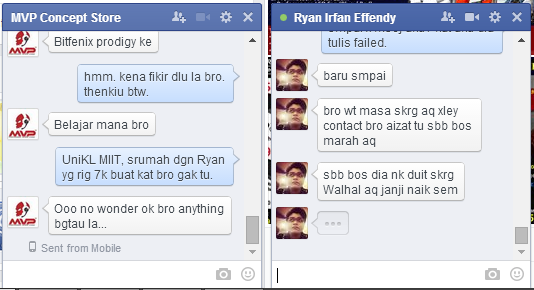 MVP Concept Store
Bitfenix prodigy ke
hmm. kena fikir dlu la bro.
thenkiu btw.
Belajar mana bro
UniKL MIIT, srumah dgn Ryan
yg rig 7k buat kat bro gak tu.
Ooo no wonder ok bro anything
bgtau la...
Sent from Mobile
Ryan Irfan Effendy
tulis failed.
baru smpai
bro wt masa skrg aq xley
contact bro aizat tu sbb bos
marah aq
sbb bos dia nk duit skrg
Walhal aq janji naik sem